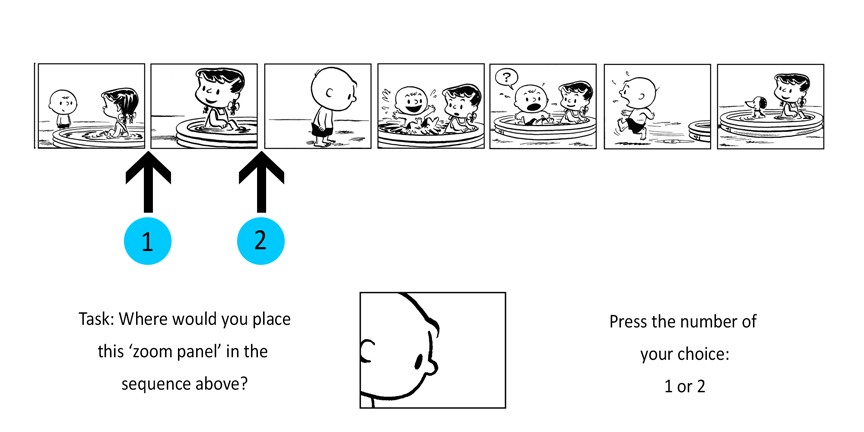 ?
1
2
Task: Where would you place
this ‘zoom panel’ in the
sequence above?
Press the number of
your choice:
1 or 2